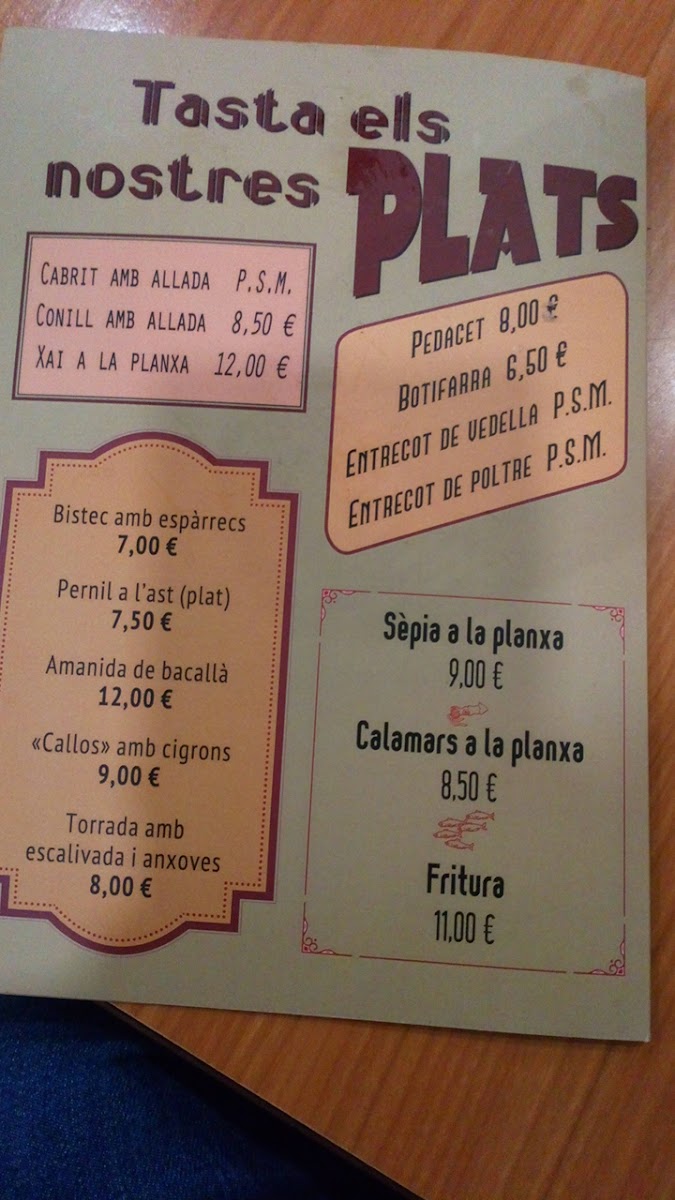 Tasta els
nostres PLATS
CABRIT AMB ALLADA P.S.M.
CONILL AMB ALLADA 8,50 €
XAI A LA PLANXA 12,00 €
PEDACET 8,00 €
BOTIFARRA 6,50 €
ENTRECOT DE VEDELLA P.S.M.
ENTRECOT DE POLTRE P.S.M.
Bistec amb espàrrecs
7,00 €
Pernil a l'ast (plat)
7,50 €
Amanida de bacallà
12,00 €
«Callos» amb cigrons
9,00 €
Torrada amb
escalivada i anxoves
8,00 €
Sèpia a la planxa
9,00 €
Calamars a la planxa
8,50 €
Fritura
11,00 €